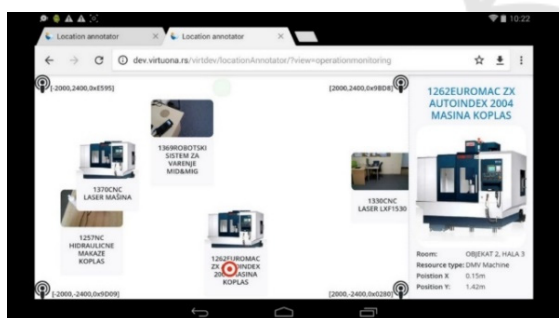 10:22
Location annotator
Location annotator
dev.virtuona.rs/virtdev/locationAnnotator/?view=operationmonitoring
[-2000,2400,0xE595]
[2000,2400,0x9BD8]
1262EUROMAC ZX
AUTOINDEX 2004
MASINA KOPLAS
1369ROBOTSKI
SISTEM ZA
VARENJE
MID&MIG
1370CNC
LASER MAŠINA
1330CNC
LASER LXF1530
1257NC
HIDRAULICNE
MAKAZE
KOPLAS
1262EUROMAC
ZX AUTOINDEX
2004 MASINA
KOPLAS
Room: OBJEKAT 2, HALA 3
Resource type: DMV Machine
Poistion X 0.15m
Position Y: 1.42m
[-2000,-2400,0x9D09]
[2000,-2400,0x0280]